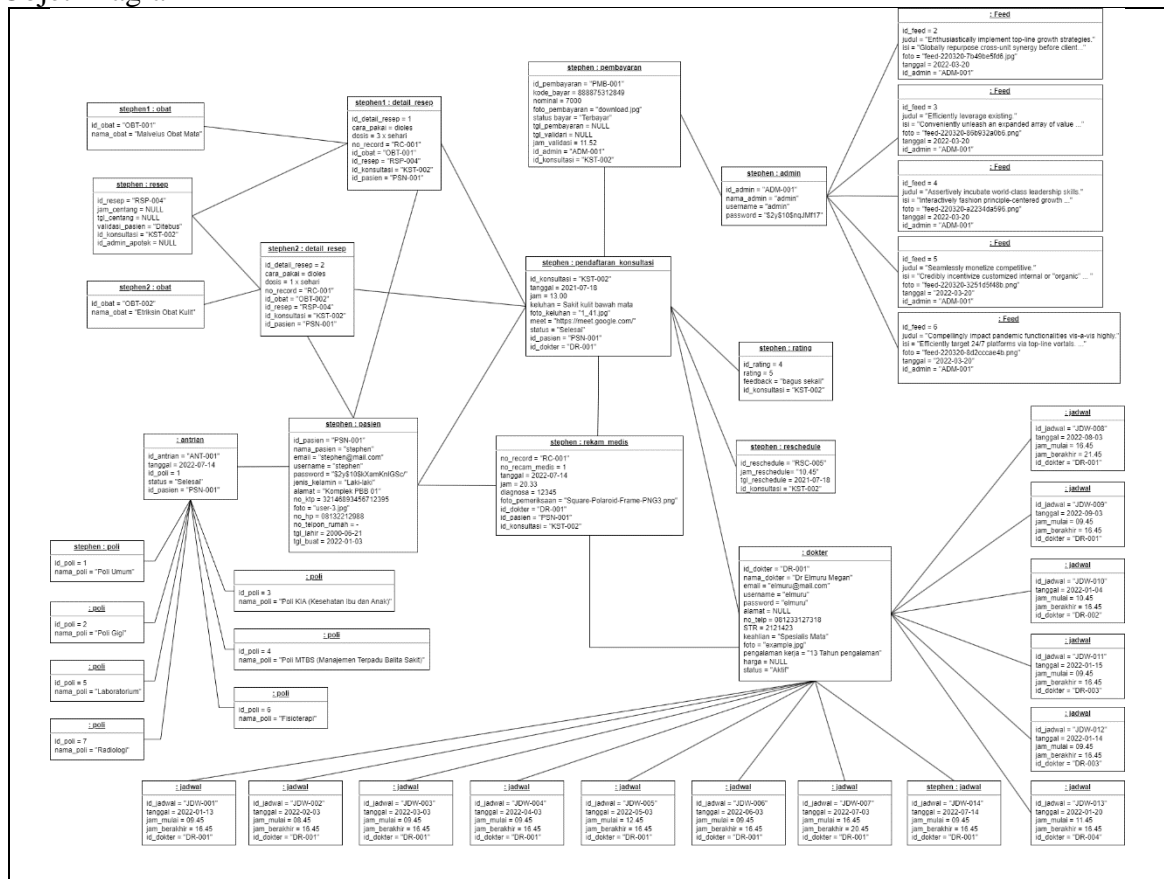 : Feed
id_feed = 2
judul = "Enthusiastically implement top-line growth strategies."
isi = "Globally repurpose cross-unit synergy before client..."
foto = "feed-220320-7b49be5fd6.jpg"
tanggal = 2022-03-20
id_admin = "ADM-001"
: Feed
id_feed = 3
judul = "Efficiently leverage existing."
isi = "Conveniently unleash an expanded array of value ...
foto = "feed-220320-86b932a0b6.png"
tanggal = 2022-03-20
id_admin = "ADM-001"
: Feed
id_feed = 4
judul = "Assertively incubate world-class leadership skills."
isi = "Interactively fashion principle-centered growth ..."
foto = "feed-220320-a2234da596.png"
tanggal = 2022-03-20
id_admin = "ADM-001"
: Feed
id_feed = 5
judul = "Seamlessly monetize competitive."
isi = "Credibly incentivize customized internal or "organic" ... "
foto = "feed-220320-3251d5f48b.png"
tanggal = "2022-03-20"
id_admin = "ADM-001"
: Feed
id_feed = 6
judul = "Compellingly impact pandemic functionalities vis-a-vis highly."
isi = "Efficiently target 24/7 platforms via top-line vortals. ..."
foto = "feed-220320-8d2cccae4b.png"
tanggal = "2022-03-20"
id_admin = "ADM-001"
stephen : pembayaran
id_pembayaran = "PMB-001"
kode_bayar = 888875312849
nominal = 7000
foto_pembayaran = "download.jpg"
status bayar = "Terbayar"
tgl_pembayaran = NULL
tgl_validari = NULL
jam_validasi = 11.52
id_admin = "ADM-001"
id_konsultasi = "KST-002"
stephen : admin
id_admin = "ADM-001"
nama_admin = "admin"
username = "admin"
password = "$2y$10$nqJMf17"
stephen1 : obat
id_obat = "OBT-001"
nama_obat = "Malveius Obat Mata"
stephen1 : detail_resep
id_detail_resep = 1
cara_pakai = dioles
dosis = 3 x sehari
no_record = "RC-001"
id_obat = "OBT-001"
id_resep = "RSP-004"
id_konsultasi = "KST-002"
id_pasien = "PSN-001"
stephen : resep
id_resep = "RSP-004"
jam_centang = NULL
tgl_centang = NULL
validasi_pasien = "Ditebus"
id_konsultasi = "KST-002"
id_admin_apotek = NULL
stephen2 : detail_resep
id_detail_resep = 2
cara_pakai = dioles
dosis = 1 x sehari
no_record = "RC-001"
id_obat = "OBT-002"
id_resep = "RSP-004"
id_konsultasi = "KST-002"
id_pasien = "PSN-001"
stephen2 : obat
id_obat = "OBT-002"
nama_obat = "Etriksin Obat Kulit"
stephen : pendaftaran_konsultasi
id_konsultasi = "KST-002"
tanggal = 2021-07-18
jam = 13.00
keluhan = Sakit kulit bawah mata
foto_keluhan = "1_41.jpg"
meet = "https://meet.google.com/"
status = "Selesai"
id_pasien = "PSN-001"
id_dokter = "DR-001"
stephen : rating
id_rating = 4
rating = 5
feedback = "bagus sekali"
id_konsultasi = "KST-002"
stephen : reschedule
id_reschedule = "RSC-005"
jam_reschedule= "10.45"
tgl_reschedule = 2021-07-18
id_konsultasi = "KST-002"
: antrian
id_antrian = "ANT-001"
tanggal = 2022-07-14
id_poli = 1
status = "Selesai"
id_pasien = "PSN-001"
stephen : pasien
id_pasien = "PSN-001"
nama_pasien = "stephen"
email = "stephen@mail.com"
username = "stephen"
jenis_kelamin = "Laki-laki"
alamat = "Komplek PBB 01"
no_ktp = 32146893456712395
foto = "user-3.jpg"
no_hp = 08132212988
no_telpon_rumah = -
tgl_lahir = 2000-06-21
tgl_buat = 2022-01-03
stephen : rekam_medis
no_record = "RC-001"
no_recam_medis = 1
tanggal = 2022-07-14
jam = 20.33
diagnosa = 12345
foto_pemeriksaan = "Square-Polaroid-Frame-PNG3 png"
id_dokter = "DR-001"
id_pasien = "PSN-001"
id_konsultasi = "KST-002"
: dokter
id_dokter = "DR-001"
nama_dokter = "Dr Elmuru Megan"
email = "elmuru@mail.com"
username = "elmuru"
password = "elmuru"
alamat = NULL
no_telp = 081233127318
STR = 2121423
keahlian = "Spesialis Mata"
foto = "example.jpg"
pengalaman kerja = "13 Tahun pengalaman"
harga = NULL
status = "Aktif"
stephen : poli
id_poli = 1
nama_poli = "Poli Umum"
: poli
id_poli = 2
nama_poli = "Poli Gigi"
: poli
id_poli = 5
nama_poli = "Laboratorium"
: poli
id_poli = 7
nama_poli = "Radiologi"
: poli
id_poli = 3
nama_poli = "Poli KIA (Kesehatan Ibu dan Anak)"
: poli
id_poli = 4
nama_poli = "Poli MTBS (Manajemen Terpadu Balita Sakit)"
: poli
id_poli = 6
nama_poli = "Fisioterapi"
: jadwal
id_jadwal = "JDW-008"
tanggal = 2022-08-03
jam_mulai = 16.45
jam_berakhir = 21.45
id_dokter = "DR-001"
: jadwal
id_jadwal = "JDW-009"
tanggal = 2022-09-03
jam_mulai = 09.45
jam_berakhir = 16.45
id_dokter = "DR-001"
: jadwal
id_jadwal = "JDW-010"
tanggal = 2022-01-04
jam_mulai = 10.45
jam_berakhir = 16.45
id_dokter = "DR-002"
: jadwal
id_jadwal = "JDW-011"
tanggal = 2022-01-15
jam_mulai = 09.45
jam_berakhir = 16.45
id_dokter = "DR-003"
: jadwal
id_jadwal = "JDW-012"
tanggal = 2022-01-14
jam_mulai = 09.45
jam_berakhir = 16.45
id_dokter = "DR-003"
: jadwal
id_jadwal = "JDW-001"
tanggal = 2022-01-13
jam_mulai = 09.45
jam_berakhir = 16.45
id_dokter = "DR-001"
: jadwal
id_jadwal = "JDW-002"
tanggal = 2022-02-03
jam_mulai = 08.45
jam_berakhir = 16.45
id_dokter = "DR-001"
: jadwal
id_jadwal = "JDW-003"
tanggal = 2022-03-03
jam_mulai = 09.45
jam_berakhir = 16.45
id_dokter = "DR-001"
: jadwal
id_jadwal = "JDW-004"
tanggal = 2022-04-03
jam_mulai = 09.45
jam_berakhir = 16.45
id_dokter = "DR-001"
: jadwal
id_jadwal = "JDW-005"
tanggal = 2022-05-03
jam_mulai = 12.45
jam_berakhir = 16.45
id_dokter = "DR-001"
: jadwal
id_jadwal = "JDW-006"
tanggal = 2022-06-03
jam_mulai = 09.45
jam_berakhir = 16.45
id_dokter = "DR-001"
: jadwal
id_jadwal = "JDW-007"
tanggal = 2022-07-03
jam_mulai = 16.45
jam_berakhir = 20.45
id_dokter = "DR-001"
stephen : jadwal
id_jadwal = "JDW-014"
tanggal = 2022-07-14
jam_mulai = 09.45
jam_berakhir = 16.45
id_dokter = "DR-001"
: jadwal
id_jadwal = "JDW-013"
tanggal = 2022-01-20
jam_mulai = 11.45
jam_berakhir = 16.45
id_dokter = "DR-004"